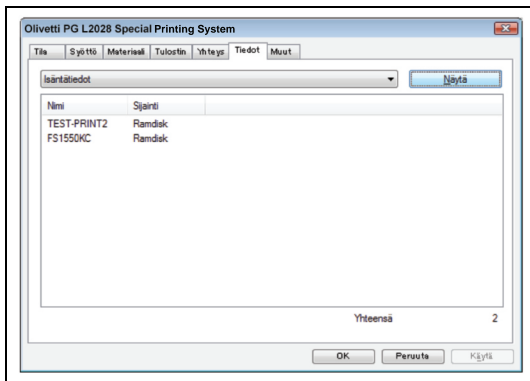 Olivetti PG L2028 Special Printing System
Tila Syöttö Materiaali Tulostin Yhteys Tiedot Muut
Isäntätiedot Näytä
Nimi Sijainti
TEST-PRINT2 Ramdisk
FS1550KC Ramdisk
Yhteensä 2
OK Peruuta Käytä